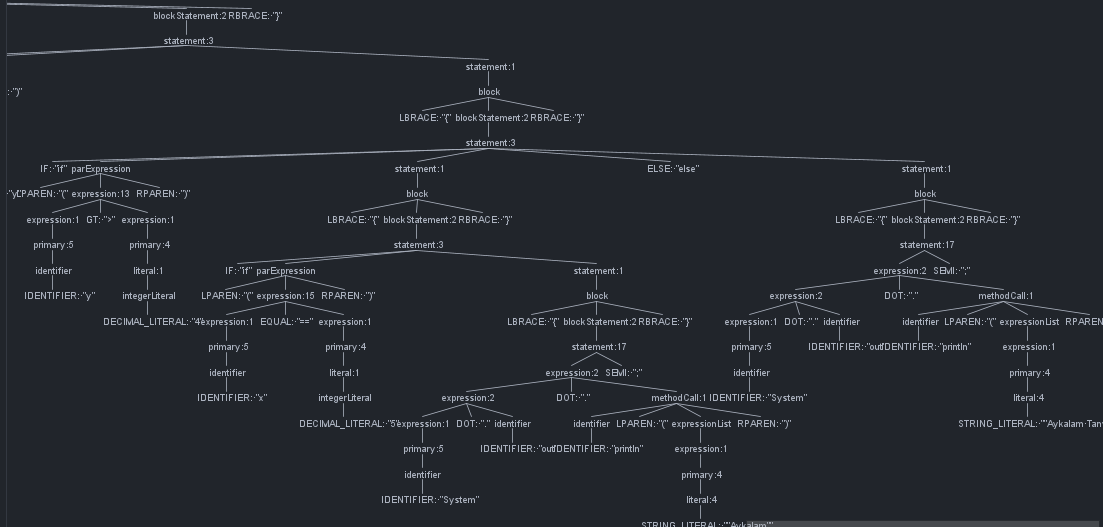 blockStatement:2 RBRACE:·"}"
statement:3
statement:1
:·")" block
LBRACE:·"{" blockStatement:2 RBRACE:·"}"
statement:3
IF:·"if" parExpression statement:1 ELSE:·"else" statement:1
LPAREN:·"(" expression:13 RPAREN:·")" block block
expression:1 GT:·">" expression:1 LBRACE:·"{" blockStatement:2 RBRACE:·"}" LBRACE:·"{" blockStatement:2 RBRACE:·"}"
primary:5 primary:4 statement:3 statement:17
identifier literal:1 IF:·"if" parExpression statement:1 expression:2 SEMI:·";"
IDENTIFIER:·"y" integerLiteral LPAREN:·"(" expression:15 RPAREN:·")" block expression:2 DOT:·"." methodCall:1
DECIMAL_LITERAL:·"4" expression:1 EQUAL:·"==" expression:1 LBRACE:·"{" blockStatement:2 RBRACE:·"}" expression:1 DOT:·"." identifier identifier LPAREN:·"(" expressionList RPAREN
primary:5 primary:4 statement:17 primary:5 IDENTIFIER:·"out" IDENTIFIER:·"println" expression:1
identifier literal:1 expression:2 SEMI:·";" identifier primary:4
IDENTIFIER:·"x" integerLiteral expression:2 DOT:·"." methodCall:1 IDENTIFIER:·"System" literal:4
DECIMAL_LITERAL:·"5" expression:1 DOT:·"." identifier identifier LPAREN:·"(" expressionList RPAREN:·")" STRING_LITERAL:·""Aykalam·Tan
primary:5 IDENTIFIER:·"out" IDENTIFIER:·"println" expression:1
identifier primary:4
IDENTIFIER:·"System" literal:4
STRING_LITERAL:·""Aykalam""